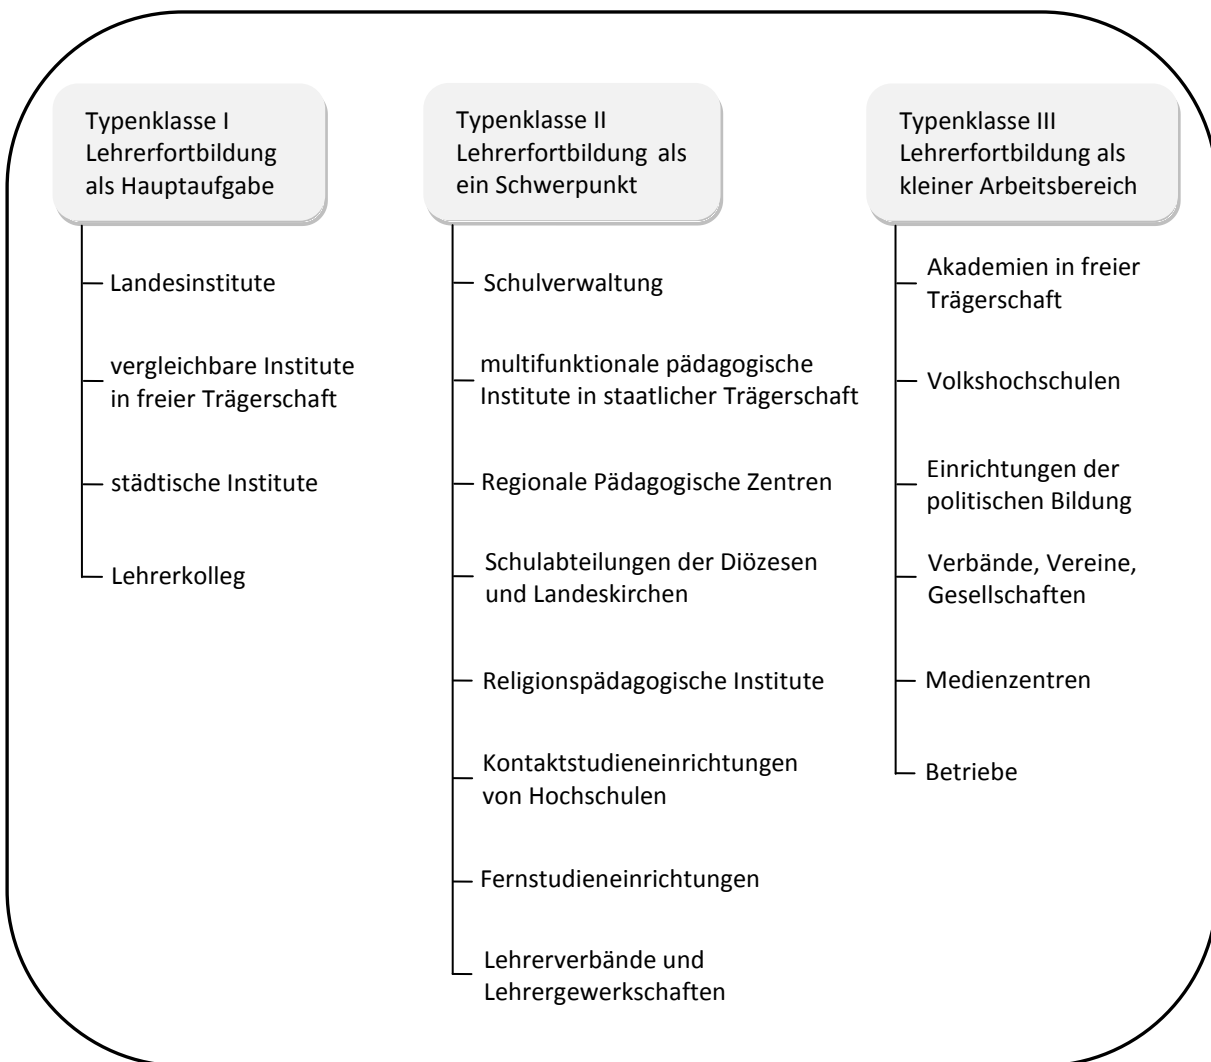 Typenklasse I
Lehrerfortbildung
als Hauptaufgabe
Landesinstitute
vergleichbare Institute
in freier Trägerschaft
städtische Institute
Lehrerkolleg
Typenklasse II
Lehrerfortbildung als
ein Schwerpunkt
Schulverwaltung
multifunktionale pädagogische
Institute in staatlicher Trägerschaft
Regionale Pädagogische Zentren
Schulabteilungen der Diözesen
und Landeskirchen
Religionspädagogische Institute
Kontaktstudieneinrichtungen
von Hochschulen
Fernstudieneinrichtungen
Lehrerverbände und
Lehrergewerkschaften
Typenklasse III
Lehrerfortbildung als
kleiner Arbeitsbereich
Akademien in freier
Trägerschaft
Volkshochschulen
Einrichtungen der
politischen Bildung
Verbände, Vereine,
Gesellschaften
Medienzentren
Betriebe